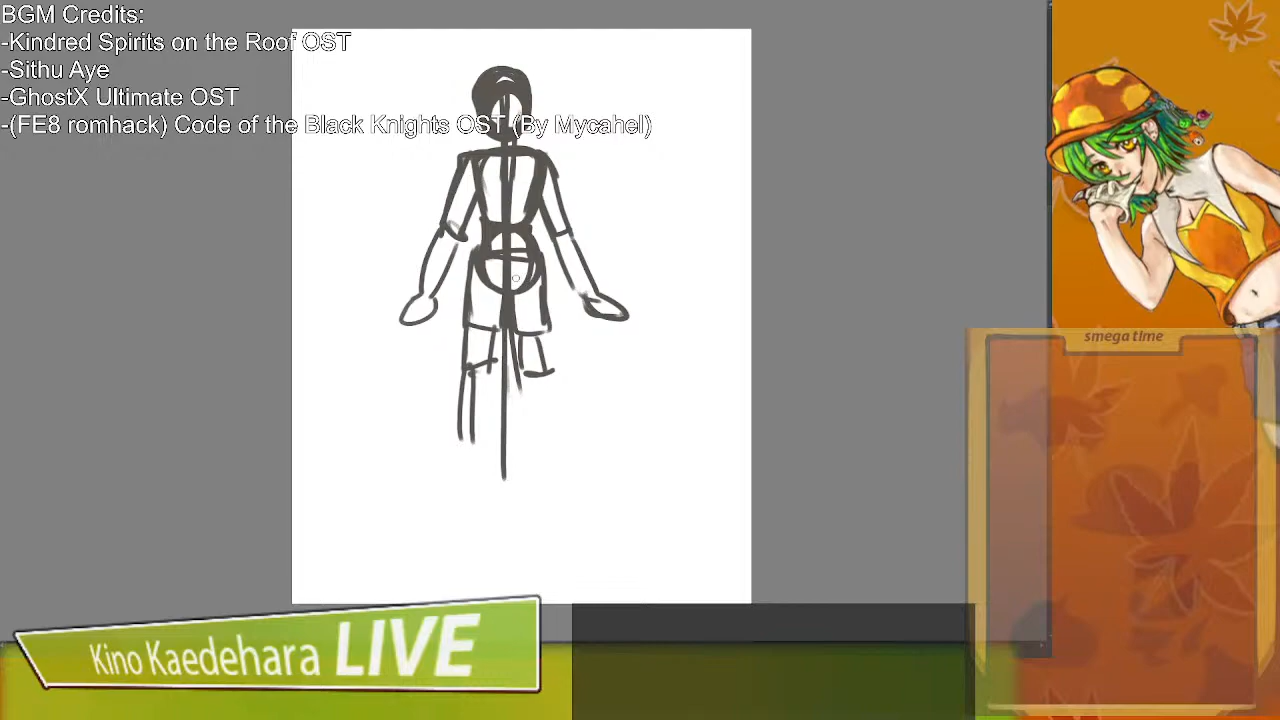 BGM Credits:
-Kindred Spirits on the Roof OST
-Sithu Aye
-GhostX Ultimate OST
-(FE8 romhack) Code of the Black Knights OST (By Mycahel)
smega time
Kino Kaedehara LIVE